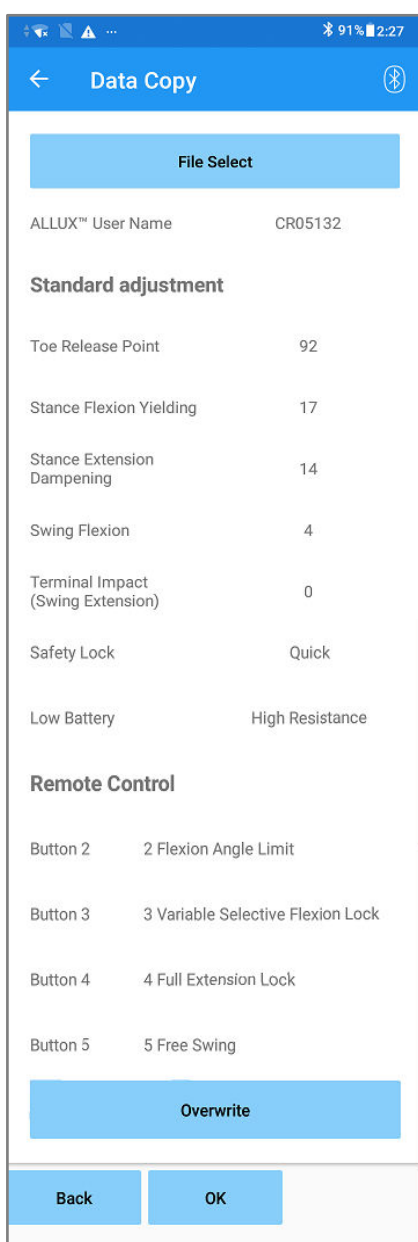 91% 2:27
Data Copy
File Select
ALLUX™ User Name CR05132
Standard adjustment
Toe Release Point 92
Stance Flexion Yielding 17
Stance Extension
Dampening 14
Swing Flexion 4
Terminal Impact
(Swing Extension) 0
Safety Lock Quick
Low Battery High Resistance
Remote Control
Button 2 2 Flexion Angle Limit
Button 3 3 Variable Selective Flexion Lock
Button 4 4 Full Extension Lock
Button 5 5 Free Swing
Overwrite
Back OK